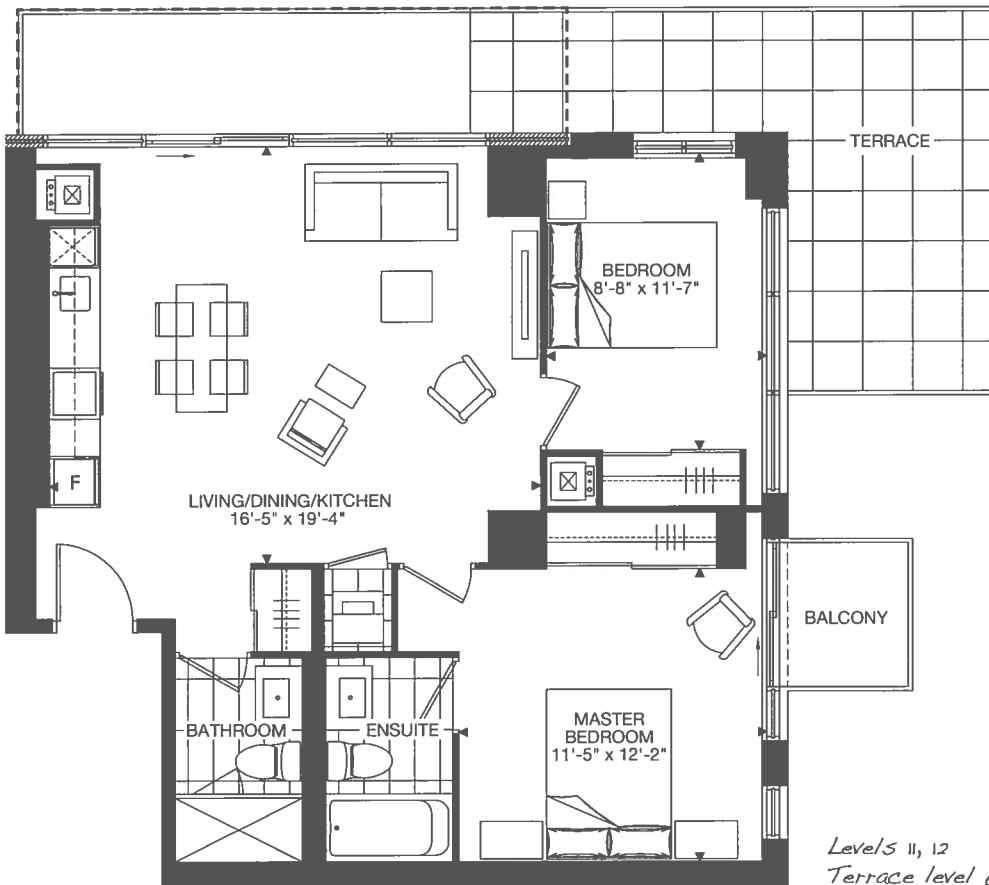 TERRACE
BEDROOM
8'-8" x 11'-7"
F
LIVING/DINING/KITCHEN
16'-5" x 19'-4"
BALCONY
BATHROOM
ENSUITE
MASTER
BEDROOM
11'-5" x 12'-2"
Levels 11, 12
Terrace level